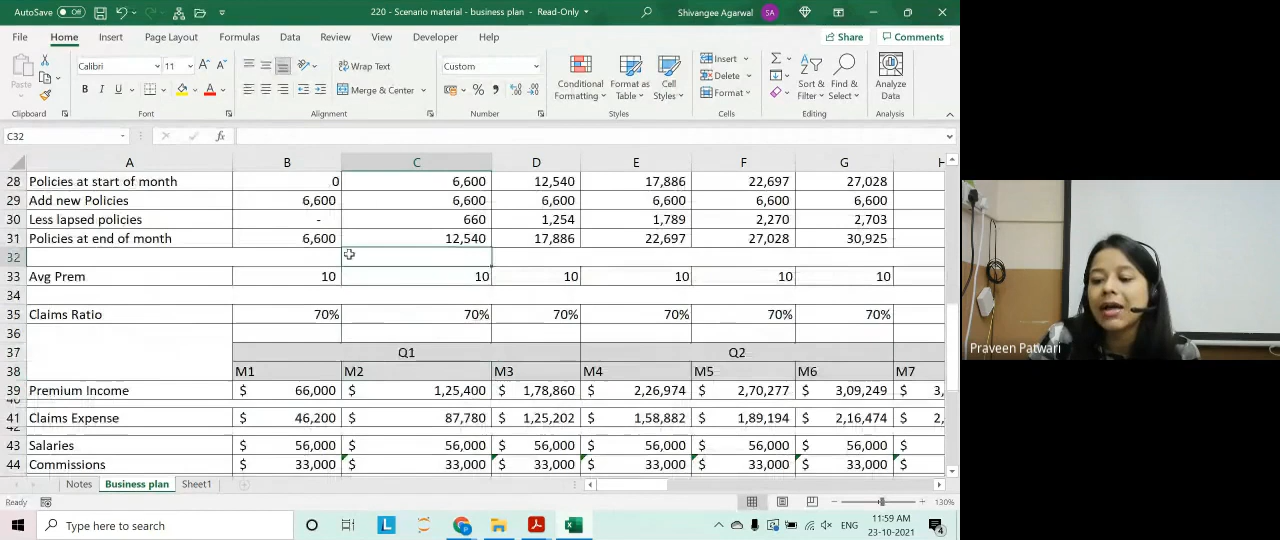 AutoSave Off 220 - Scenario material - business plan - Read-Only Shivangee Agarwal SA
File Home Insert Page Layout Formulas Data Review View Developer Help Share Comments
Paste Calibri 11 Wrap Text Custom Insert
B I U Merge & Center Conditional Formatting Format as Table Cell Styles Delete Format Sort & Filter Find & Select Analyze Data
Clipboard Font Alignment Number Styles Cells Editing Analysis
C32 fx
A B C D E F G H
28 Policies at start of month 0 6,600 12,540 17,886 22,697 27,028
29 Add new Policies 6,600 6,600 6,600 6,600 6,600 6,600
30 Less lapsed policies - 660 1,254 1,789 2,270 2,703
31 Policies at end of month 6,600 12,540 17,886 22,697 27,028 30,925
32
33 Avg Prem 10 10 10 10 10 10
34
35 Claims Ratio 70% 70% 70% 70% 70% 70%
36
37 Q1 Q2
38 M1 M2 M3 M4 M5 M6 M7
39 Premium Income $ 66,000 $ 1,25,400 $ 1,78,860 $ 2,26,974 $ 2,70,277 $ 3,09,249 $ 3,
41 Claims Expense $ 46,200 $ 87,780 $ 1,25,202 $ 1,58,882 $ 1,89,194 $ 2,16,474 $ 2,
43 Salaries $ 56,000 $ 56,000 $ 56,000 $ 56,000 $ 56,000 $ 56,000 $
44 Commissions $ 33,000 $ 33,000 $ 33,000 $ 33,000 $ 33,000 $ 33,000 $
Notes Business plan Sheet1
Ready 130%
Type here to search ENG 11:59 AM
23-10-2021 4
Praveen Patwari